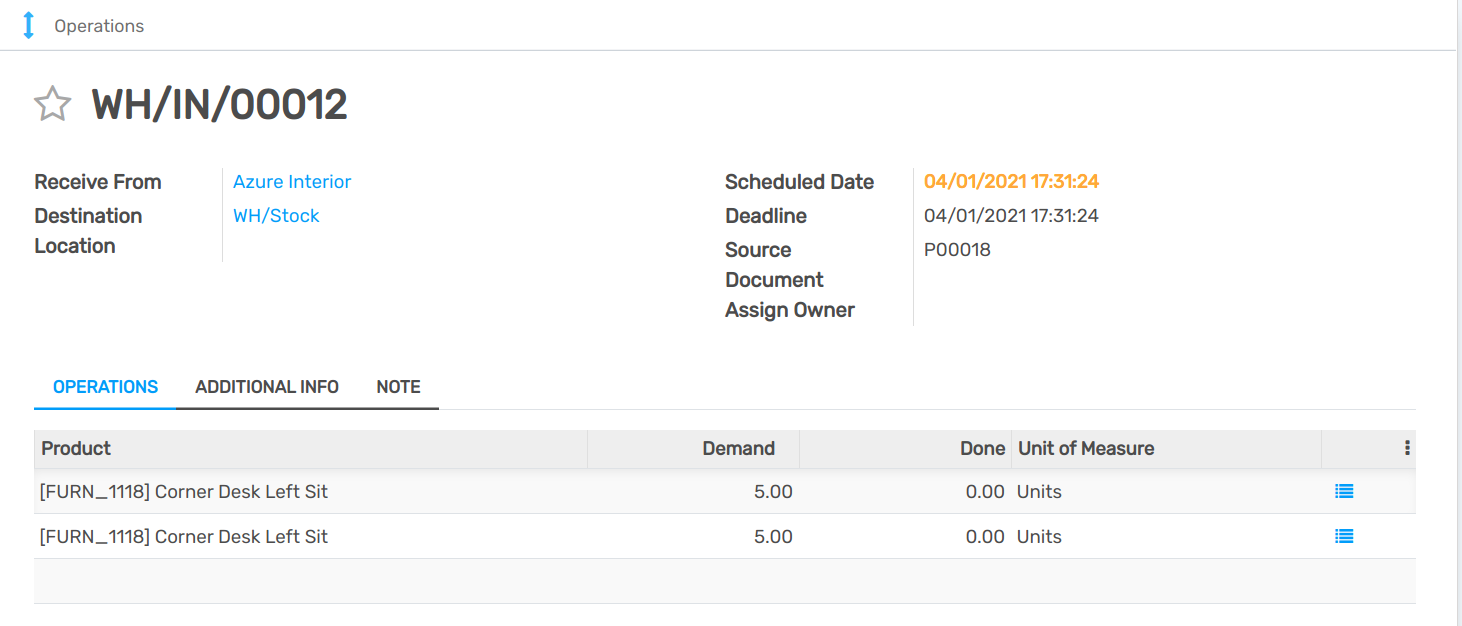 Operations
WH/IN/00012
Receive From Azure Interior
Destination Location WH/Stock
Scheduled Date 04/01/2021 17:31:24
Deadline 04/01/2021 17:31:24
Source Document P00018
Assign Owner
OPERATIONS ADDITIONAL INFO NOTE
Product Demand Done Unit of Measure
[FURN_1118] Corner Desk Left Sit 5.00 0.00 Units
[FURN_1118] Corner Desk Left Sit 5.00 0.00 Units